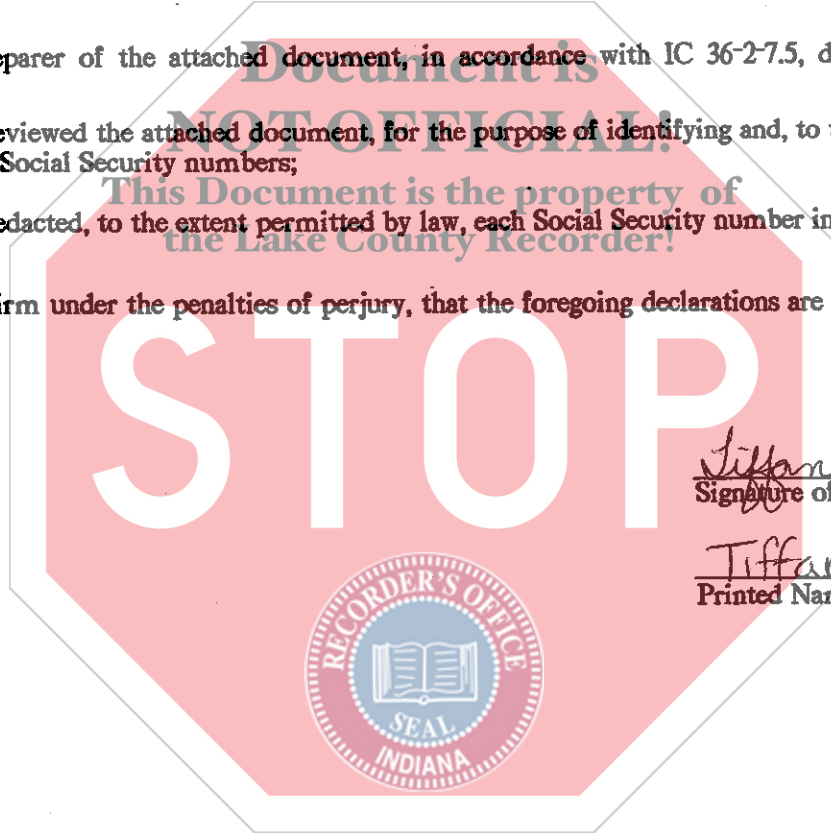 eparer of the attached document, in accordance with IC 36-2-7.5, d
Document is
eviewed the attached document, for the purpose of identifying and, to
NOT OFFICIAL!
Social Security numbers;
This Document is the property of
edacted, to the extent permitted by law, each Social Security number in
the Lake County Recorder!
irm under the penalties of perjury, that the foregoing declarations are
STOP
Tiffan
Signature of
Tiffan
Printed Nar
RECORDER'S OFFICE
SEAL
INDIANA